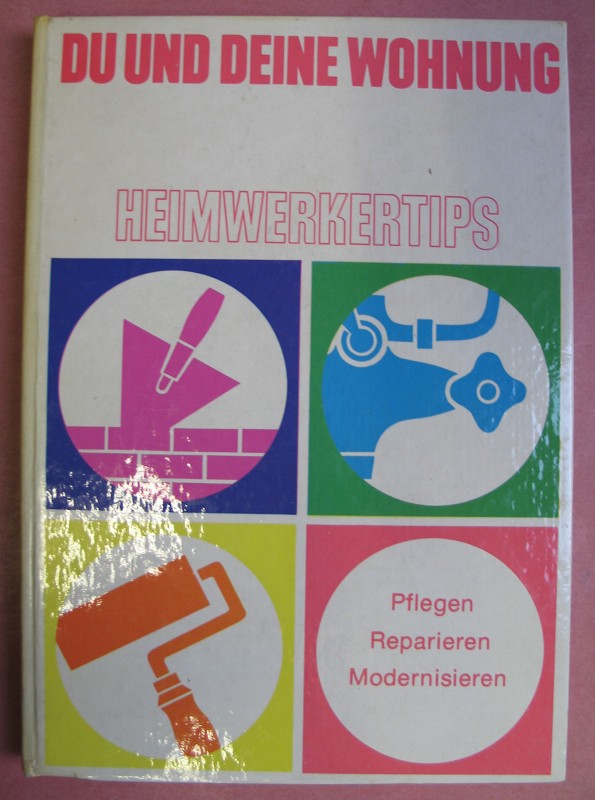 DU UND DEINE WOHNUNG
HEIMWERKERTIPS
Pflegen
Reparieren
Modernisieren